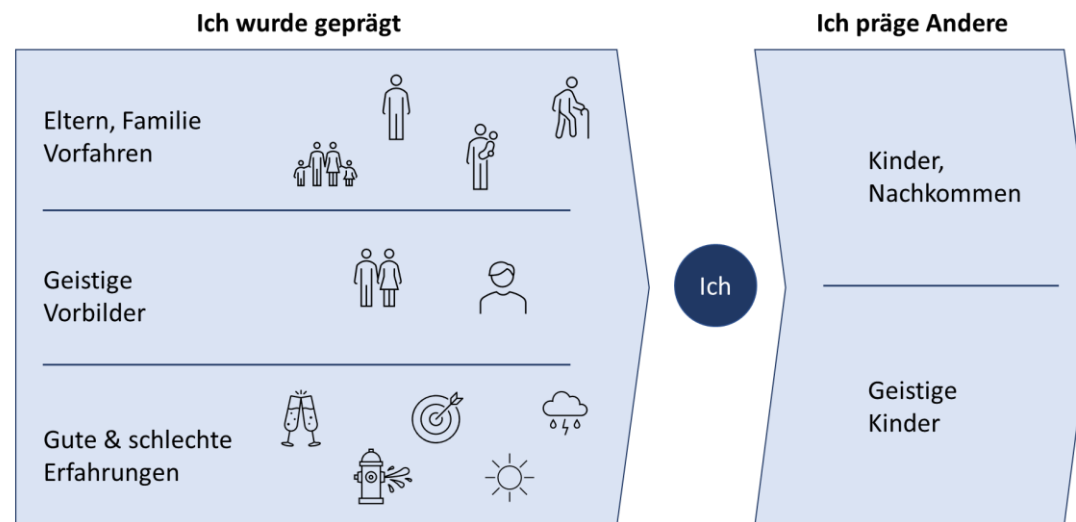 Ich wurde geprägt
Ich präge Andere
Eltern, Familie
Vorfahren
Geistige
Vorbilder
Gute & schlechte
Erfahrungen
Ich
Kinder,
Nachkommen
Geistige
Kinder